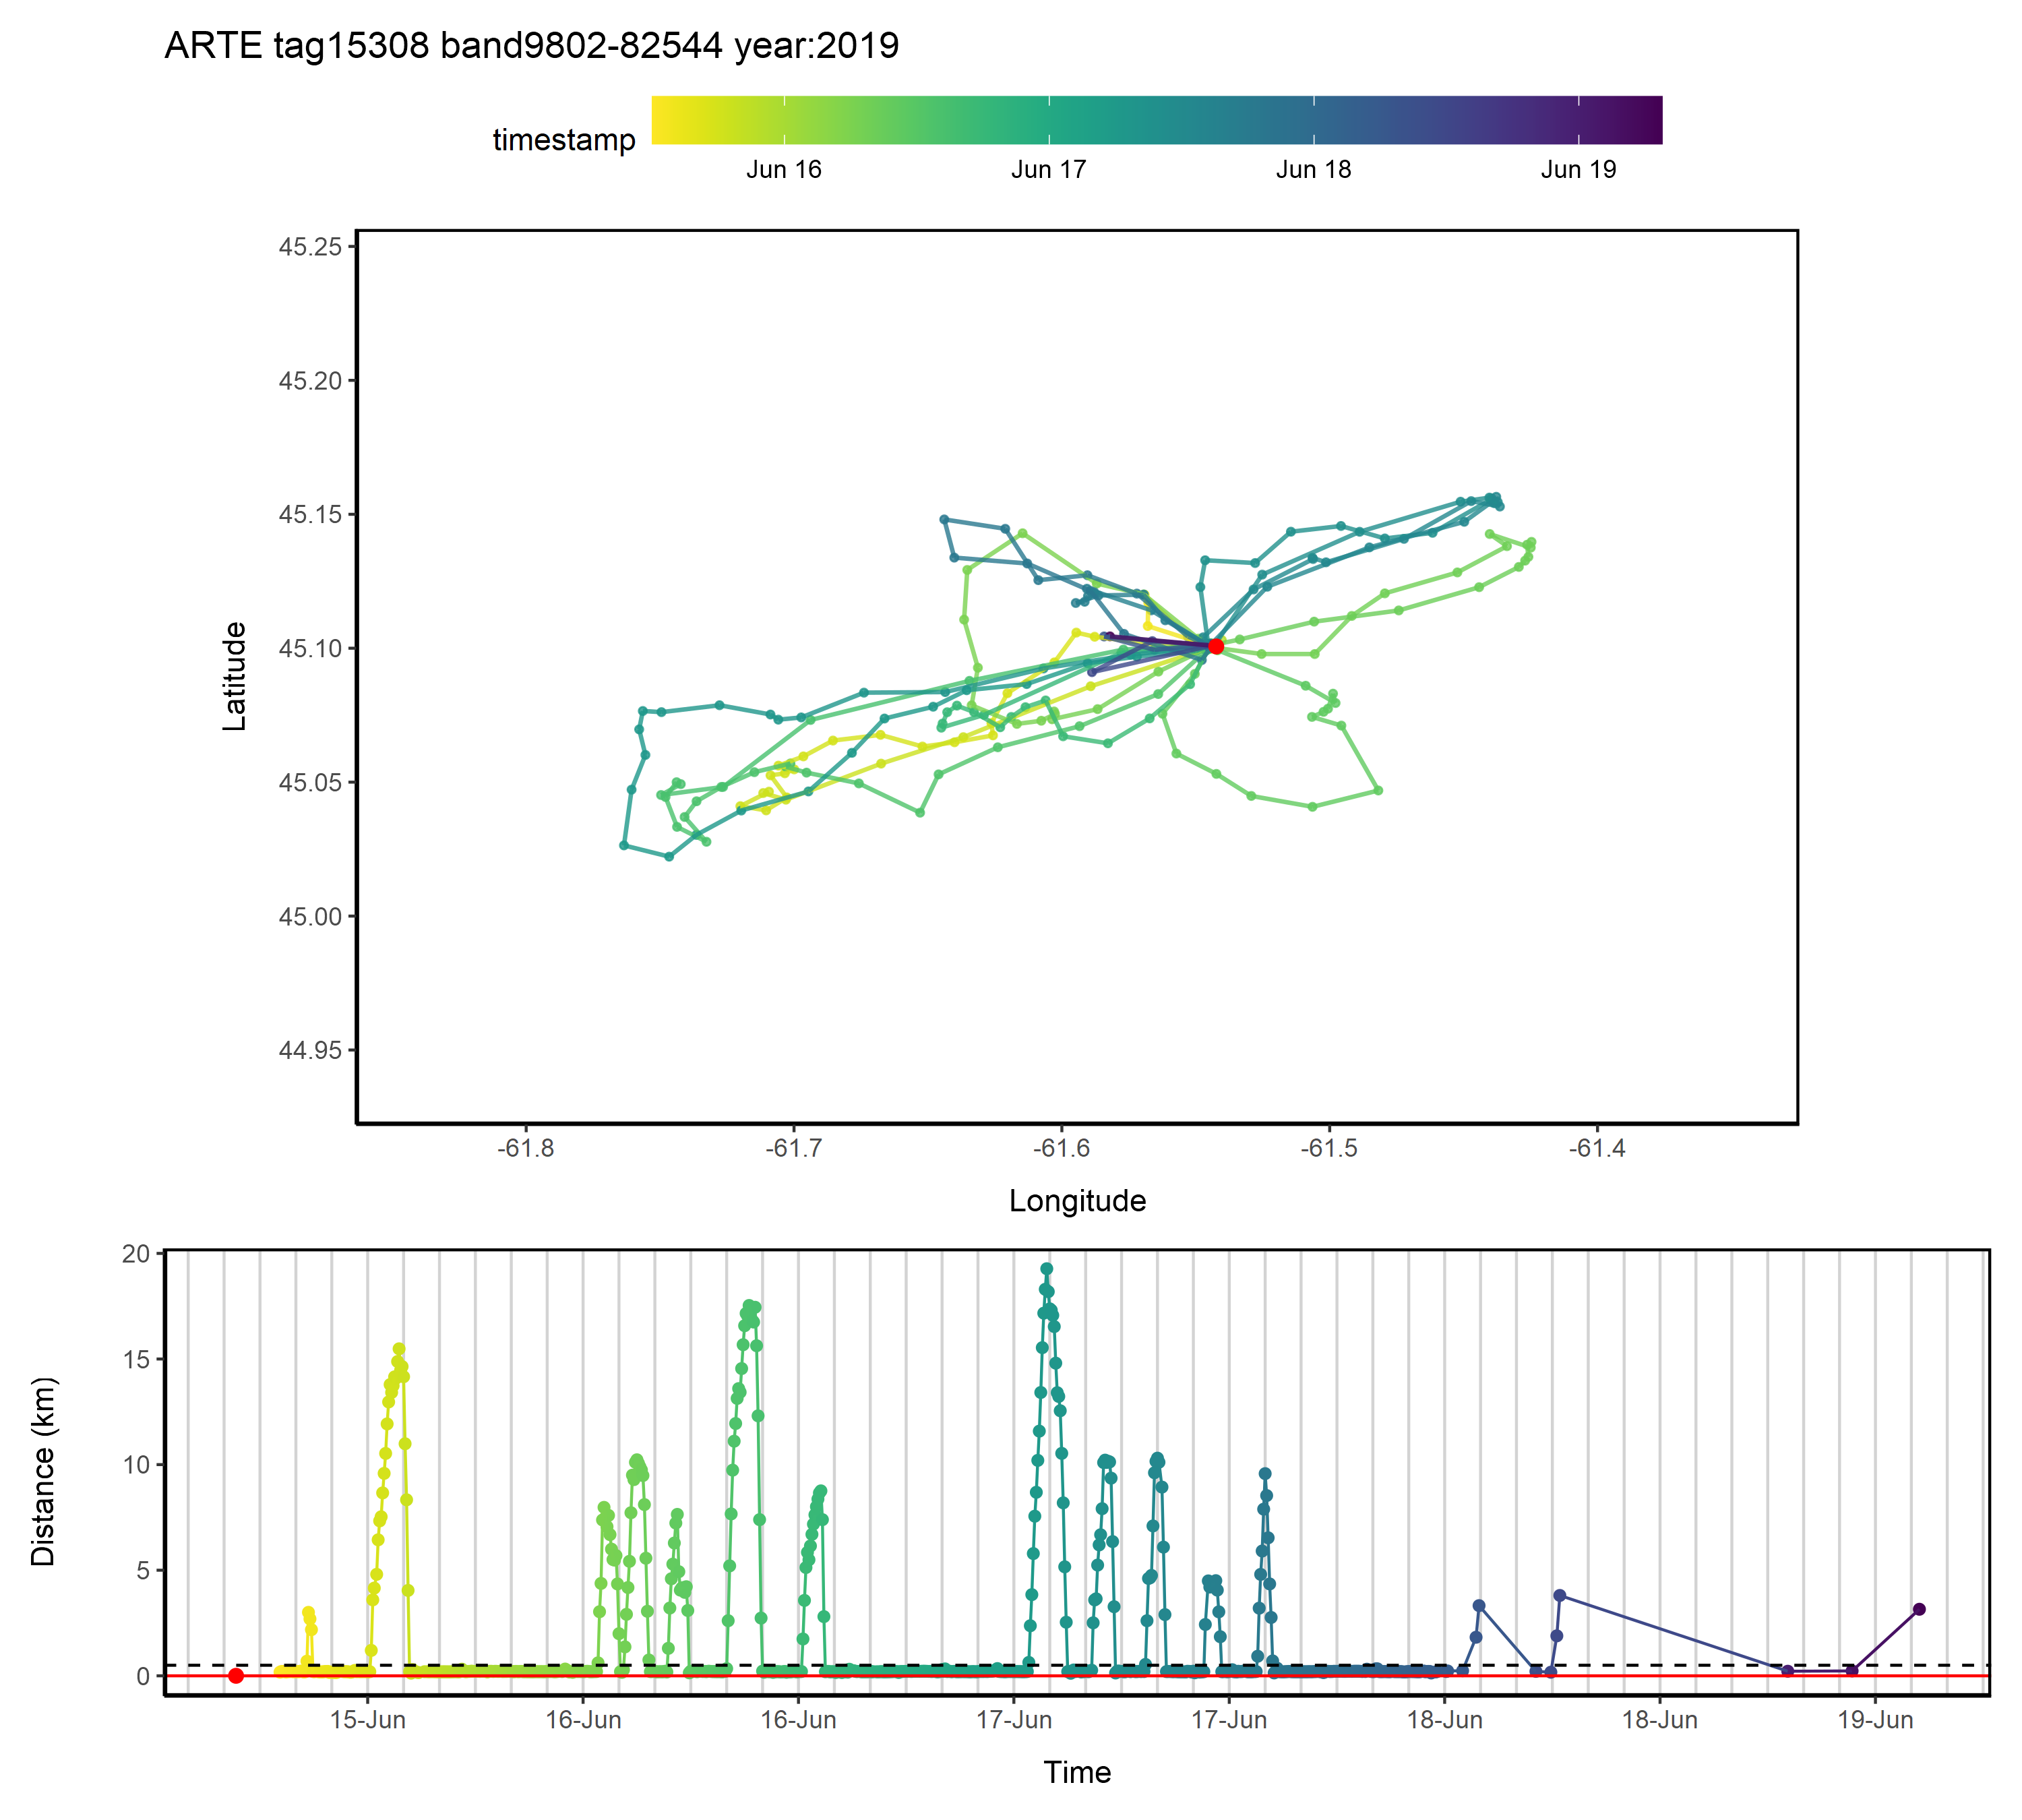 ARTE tag15308 band9802-82544 year:2019
timestamp
Jun 16 Jun 17 Jun 18 Jun 19
45.25
45.20
45.15
45.10
45.05
45.00
44.95
Latitude
-61.8 -61.7 -61.6 -61.5 -61.4
Longitude
20
15
10
5
0
Distance (km)
15-Jun 16-Jun 16-Jun 17-Jun 17-Jun 18-Jun 18-Jun 19-Jun
Time